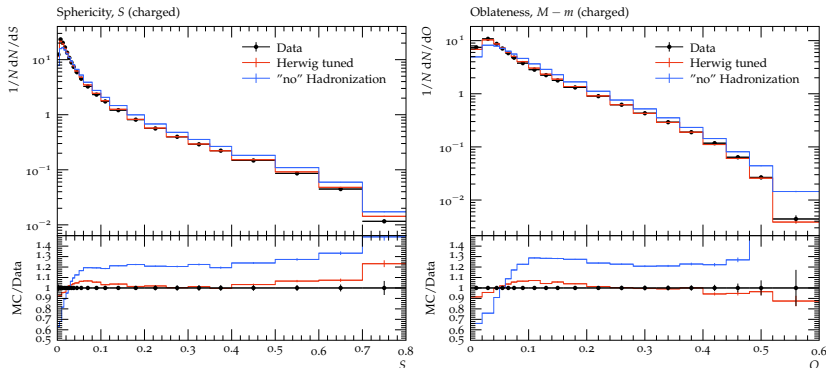 Sphericity, S (charged)
1/N dN/dS
10¹
1
10⁻¹
10⁻²
Data
Herwig tuned
"no" Hadronization
MC/Data
1.4
1.3
1.2
1.1
1
0.9
0.8
0.7
0.6
0.5
0 0.1 0.2 0.3 0.4 0.5 0.6 0.7 0.8
S
Oblateness, M − m (charged)
1/N dN/dO
10¹
1
10⁻¹
10⁻²
10⁻³
Data
Herwig tuned
"no" Hadronization
MC/Data
1.4
1.3
1.2
1.1
1
0.9
0.8
0.7
0.6
0.5
0 0.1 0.2 0.3 0.4 0.5 0.6
O